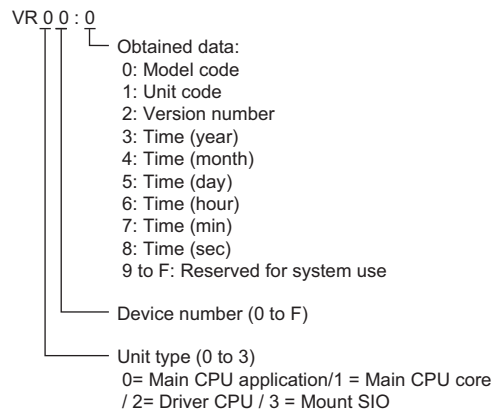 VR 0 0 : 0
Obtained data:
0: Model code
1: Unit code
2: Version number
3: Time (year)
4: Time (month)
5: Time (day)
6: Time (hour)
7: Time (min)
8: Time (sec)
9 to F: Reserved for system use
Device number (0 to F)
Unit type (0 to 3)
0= Main CPU application/1 = Main CPU core
/ 2= Driver CPU / 3 = Mount SIO